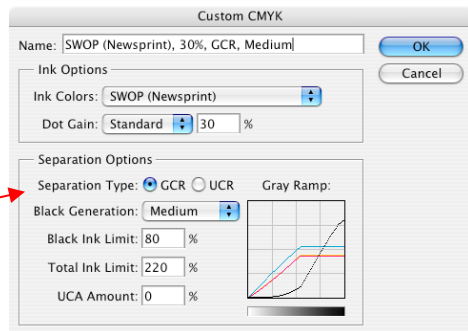 Custom CMYK
Name: SWOP (Newsprint), 30%, GCR, Medium
OK
Ink Options
Cancel
Ink Colors: SWOP (Newsprint)
Dot Gain: Standard 30 %
Separation Options
Separation Type: GCR UCR Gray Ramp:
Black Generation: Medium
Black Ink Limit: 80 %
Total Ink Limit: 220 %
UCA Amount: 0 %